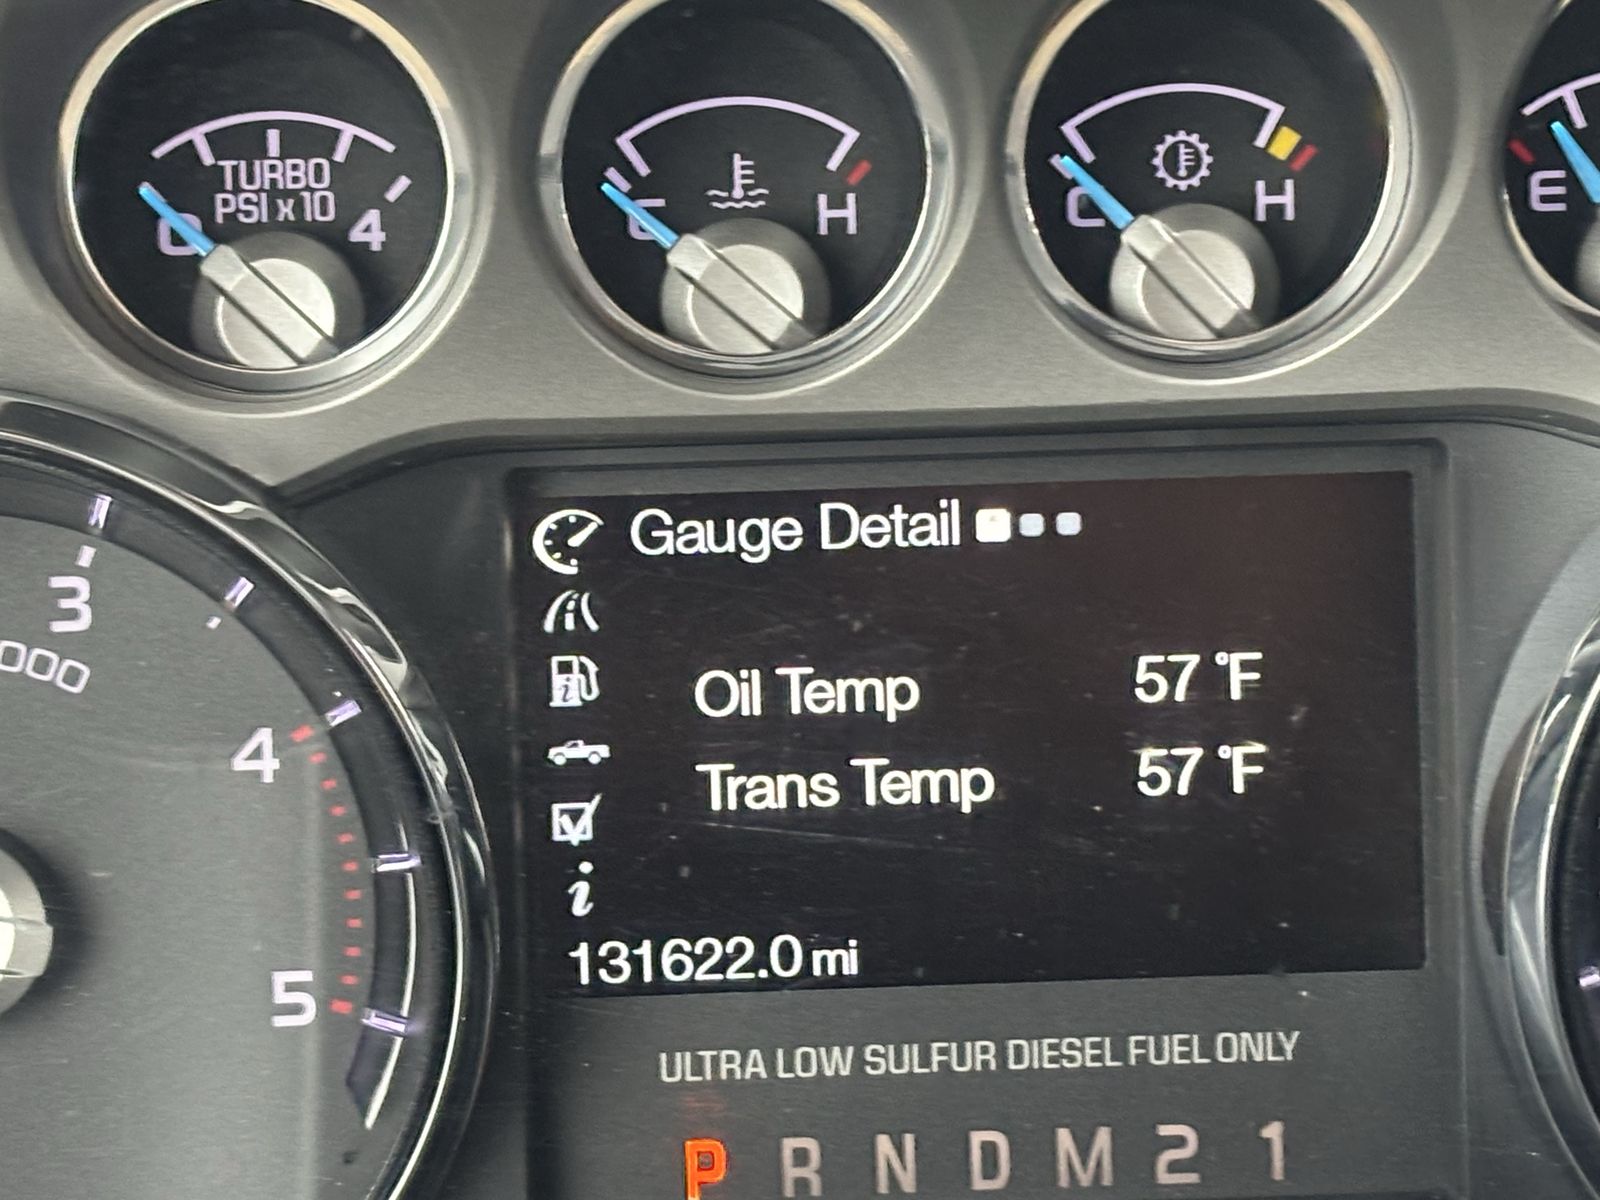 TURBO
PSI x 10
0 4
C H
C H
E
Gauge Detail
Oil Temp 57 °F
Trans Temp 57 °F
i
131622.0 mi
3
000
4
5
ULTRA LOW SULFUR DIESEL FUEL ONLY
P R N D M 2 1